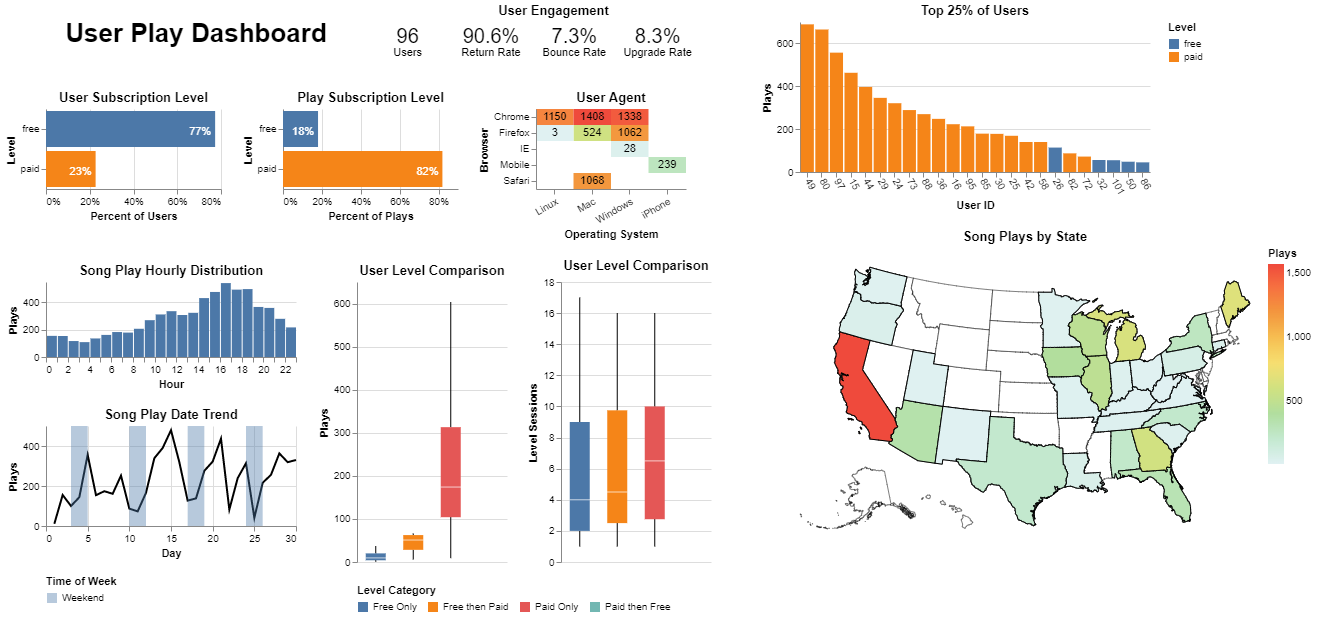 User Play Dashboard
User Engagement
96 90.6% 7.3% 8.3%
Users Return Rate Bounce Rate Upgrade Rate
User Subscription Level
Level
free 77%
paid 23%
0% 20% 40% 60% 80%
Percent of Users
Play Subscription Level
Level
free 18%
paid 82%
0% 20% 40% 60% 80%
Percent of Plays
User Agent
Browser
Chrome 1150 1408 1338
Firefox 3 524 1062
IE 28
Mobile 239
Safari 1068
Linux Mac Windows iPhone
Operating System
Top 25% of Users
Plays
600
400
200
0
49 80 97 15 44 29 24 73 88 36 16 95 85 30 25 42 58 26 82 72 32 101 50 86
User ID
Level
free
paid
Song Play Hourly Distribution
Plays
400
200
0
0 2 4 6 8 10 12 14 16 18 20 22
Hour
Song Play Date Trend
Plays
400
200
0
0 5 10 15 20 25 30
Day
Time of Week
Weekend
User Level Comparison
Plays
600
500
400
300
200
100
0
User Level Comparison
Level Sessions
18
16
14
12
10
8
6
4
2
0
Level Category
Free Only Free then Paid Paid Only Paid then Free
Song Plays by State
Plays
1,500
1,000
500